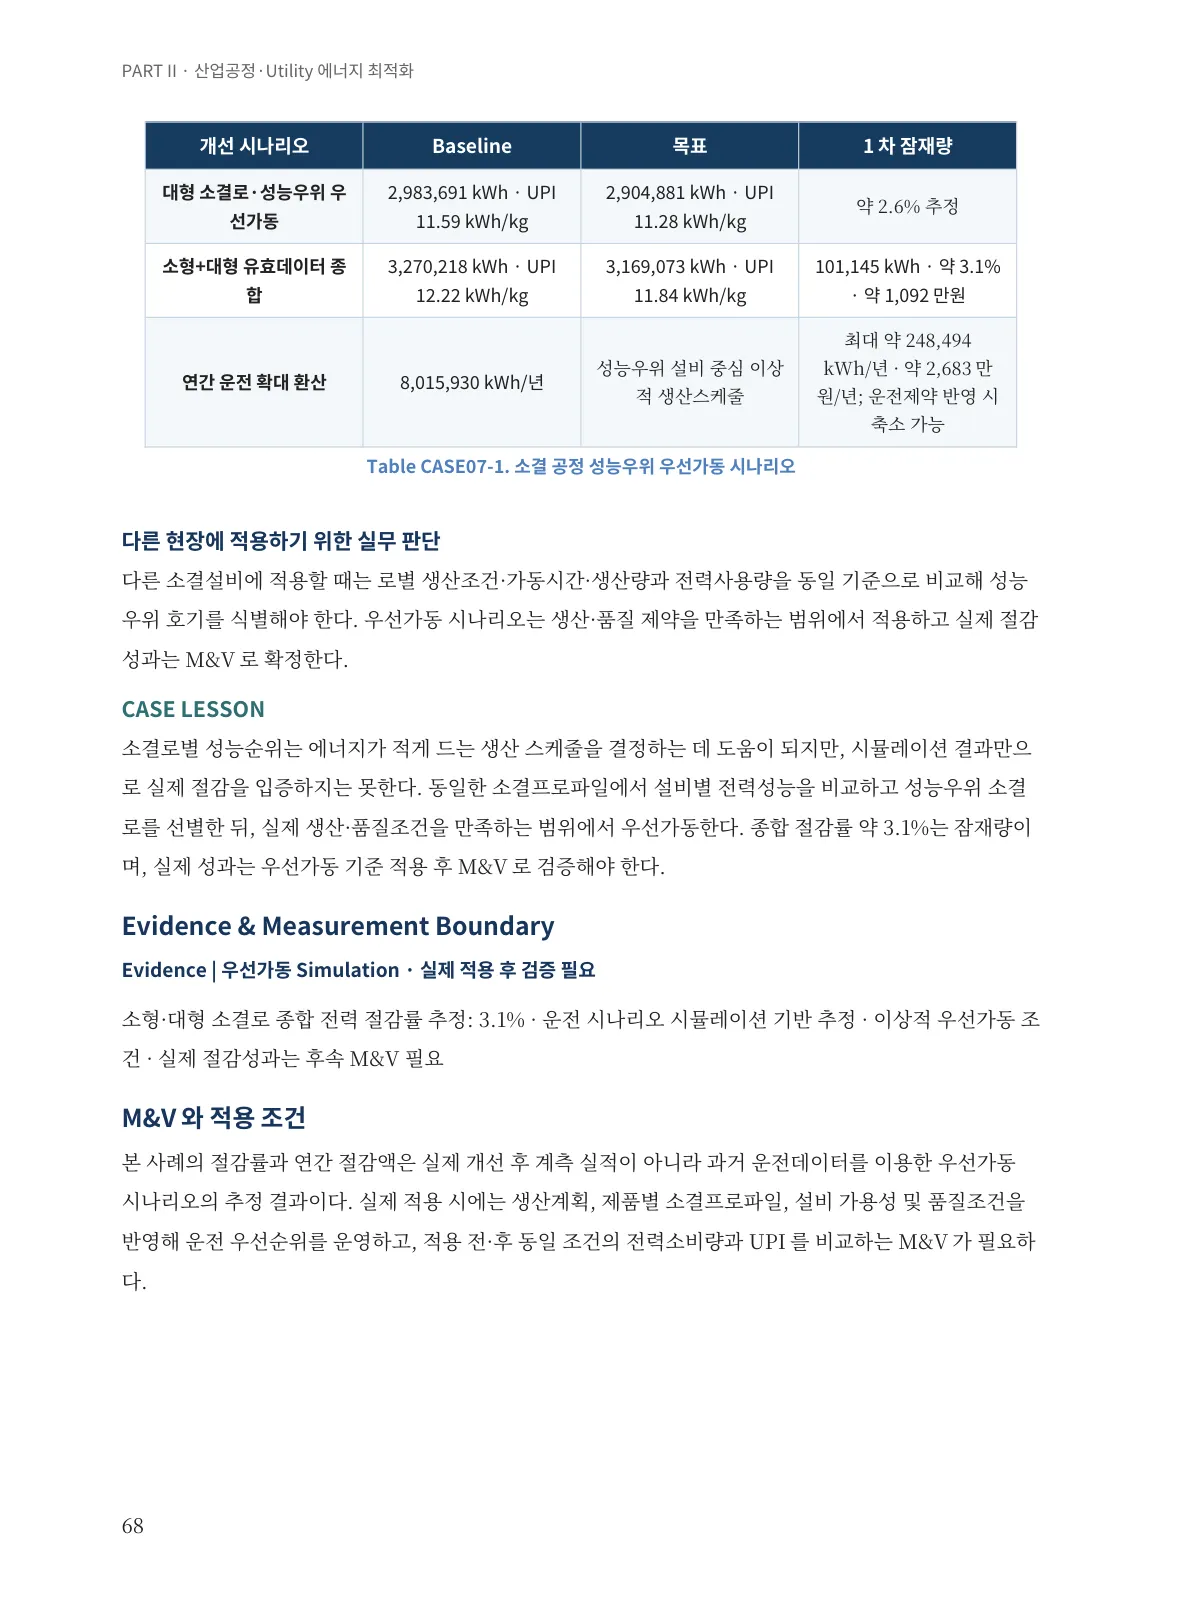 PART II · 산업공정·Utility 에너지 최적화
개선 시나리오 Baseline 목표 1 차 잠재량
대형 소결로·성능우위 우
선가동
2,983,691 kWh · UPI
11.59 kWh/kg
2,904,881 kWh · UPI
11.28 kWh/kg
약 2.6% 추정
소형+대형 유효데이터 종
합
3,270,218 kWh · UPI
12.22 kWh/kg
3,169,073 kWh · UPI
11.84 kWh/kg
101,145 kWh · 약 3.1%
· 약 1,092 만원
연간 운전 확대 환산
8,015,930 kWh/년
성능우위 설비 중심 이상
적 생산스케줄
최대 약 248,494
kWh/년 · 약 2,683 만
원/년; 운전제약 반영 시
축소 가능
Table CASE07-1. 소결 공정 성능우위 우선가동 시나리오
다른 현장에 적용하기 위한 실무 판단
다른 소결설비에 적용할 때는 로별 생산조건·가동시간·생산량과 전력사용량을 동일 기준으로 비교해 성능
우위 호기를 식별해야 한다. 우선가동 시나리오는 생산·품질 제약을 만족하는 범위에서 적용하고 실제 절감
성과는 M&V 로 확정한다.
CASE LESSON
소결로별 성능순위는 에너지가 적게 드는 생산 스케줄을 결정하는 데 도움이 되지만, 시뮬레이션 결과만으
로 실제 절감을 입증하지는 못한다. 동일한 소결프로파일에서 설비별 전력성능을 비교하고 성능우위 소결
로를 선별한 뒤, 실제 생산·품질조건을 만족하는 범위에서 우선가동한다. 종합 절감률 약 3.1%는 잠재량이
며, 실제 성과는 우선가동 기준 적용 후 M&V 로 검증해야 한다.
Evidence & Measurement Boundary
Evidence | 우선가동 Simulation · 실제 적용 후 검증 필요
소형·대형 소결로 종합 전력 절감률 추정: 3.1% · 운전 시나리오 시뮬레이션 기반 추정 · 이상적 우선가동 조
건 · 실제 절감성과는 후속 M&V 필요
M&V 와 적용 조건
본 사례의 절감률과 연간 절감액은 실제 개선 후 계측 실적이 아니라 과거 운전데이터를 이용한 우선가동
시나리오의 추정 결과이다. 실제 적용 시에는 생산계획, 제품별 소결프로파일, 설비 가용성 및 품질조건을
반영해 운전 우선순위를 운영하고, 적용 전·후 동일 조건의 전력소비량과 UPI 를 비교하는 M&V 가 필요하
다.
68